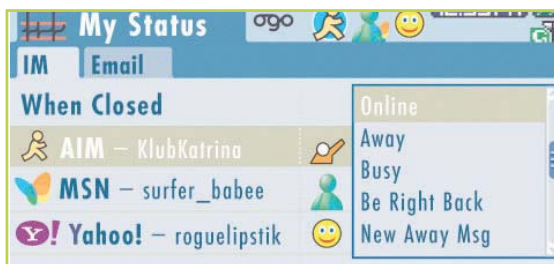 My Status ogo
IM Email
When Closed
AIM – KlubKatrina
MSN – surfer_babee
Y! Yahoo! – roguelipstik
Online
Away
Busy
Be Right Back
New Away Msg